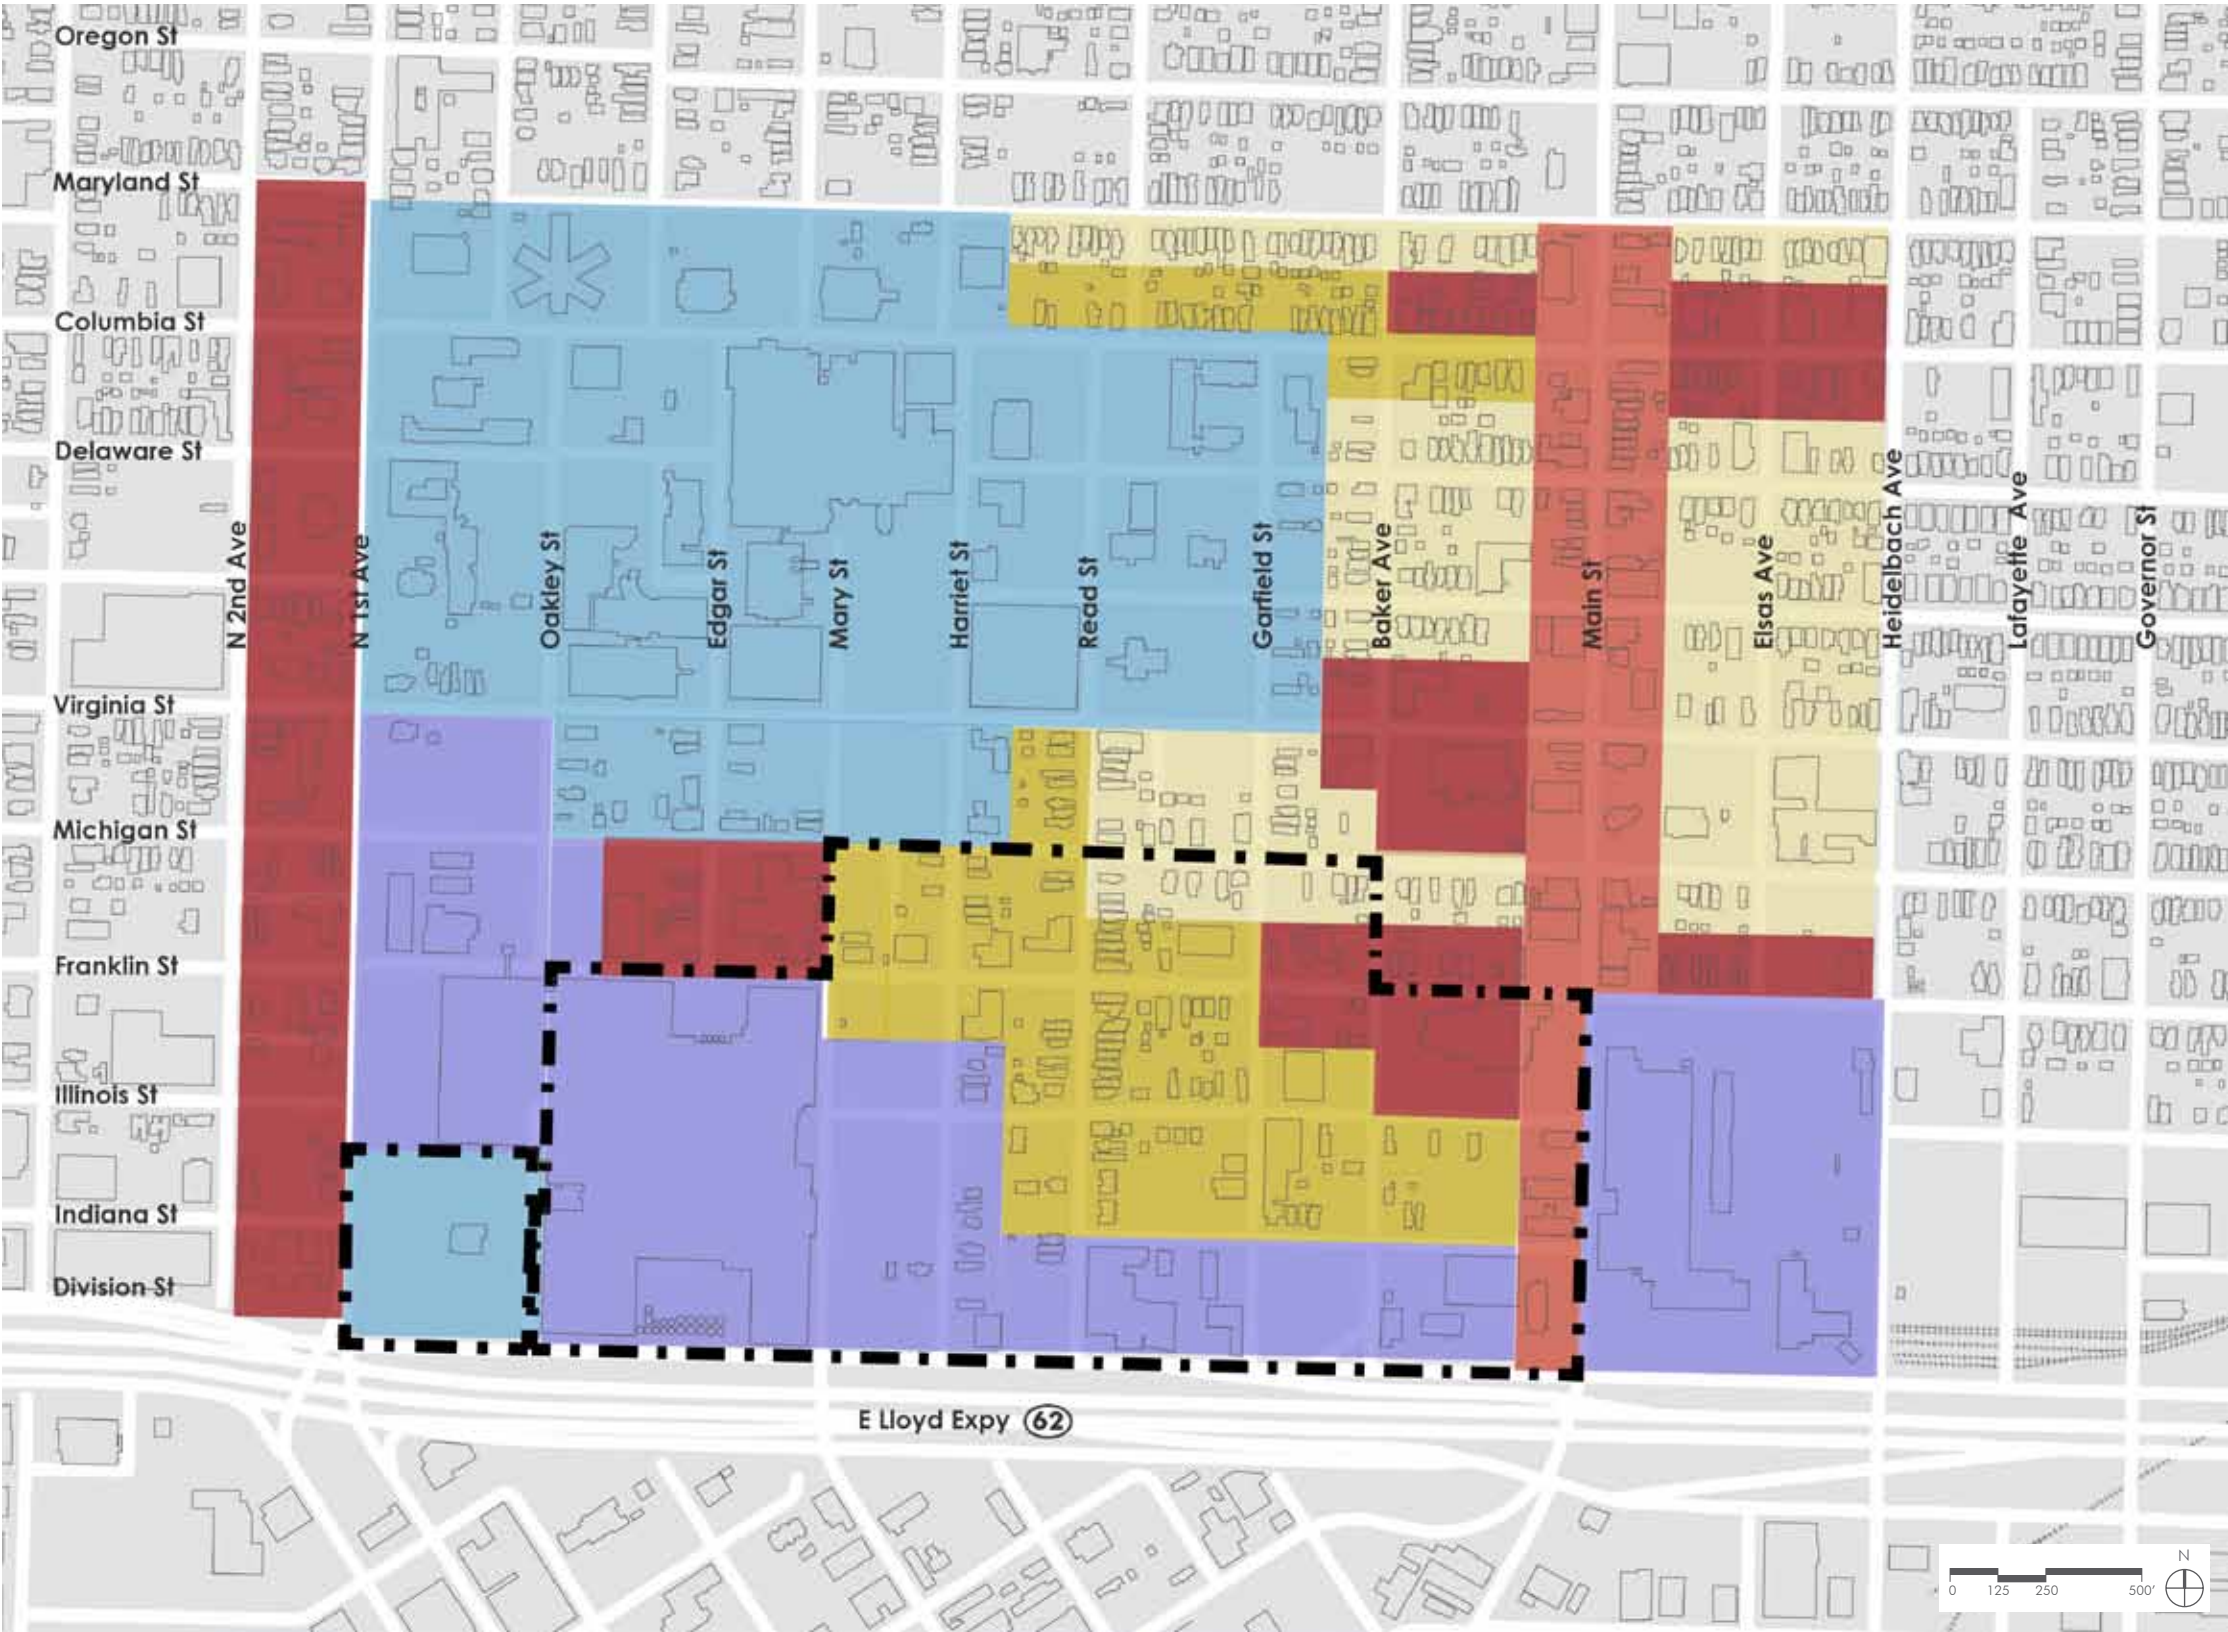 Oregon St
Maryland St
Columbia St
Delaware St
N 2nd Ave
N 1st Ave
Oakley St
Edgar St
Mary St
Harriet St
Read St
Garfield St
Baker Ave
Main St
Elsas Ave
Heidelbach Ave
Lafayette Ave
Governor St
Virginia St
Michigan St
Franklin St
Illinois St
Indiana St
Division St
E Lloyd Expy 62
N
0 125 250 500'